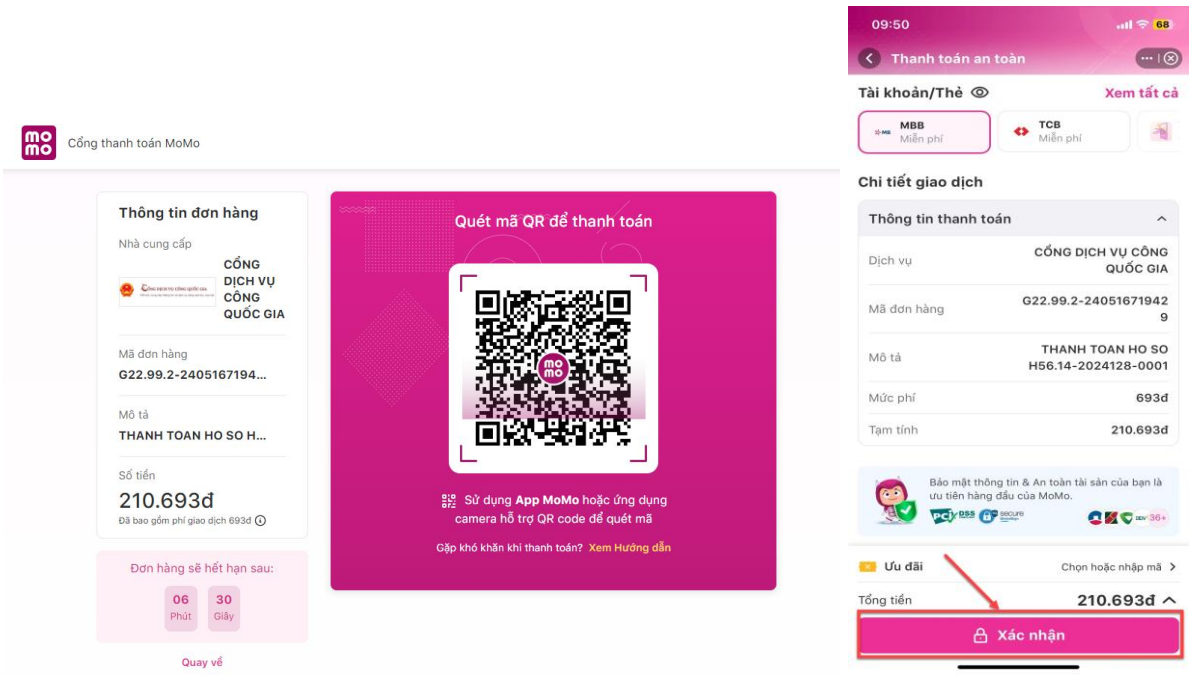 mo
mo
Cổng thanh toán MoMo
Thông tin đơn hàng
Nhà cung cấp
CỔNG
DỊCH VỤ
CÔNG
QUỐC GIA
Mã đơn hàng
G22.99.2-2405167194...
Mô tả
THANH TOAN HO SO H...
Số tiền
210.693đ
Đã bao gồm phí giao dịch 693đ
Đơn hàng sẽ hết hạn sau:
06
Phút
30
Giây
Quay về
Quét mã QR để thanh toán
mo
mo
Sử dụng App MoMo hoặc ứng dụng
camera hỗ trợ QR code để quét mã
Gặp khó khăn khi thanh toán? Xem Hướng dẫn
09:50
68
Thanh toán an toàn
Tài khoản/Thẻ
Xem tất cả
MB
MBB
Miễn phí
TCB
Miễn phí
Chi tiết giao dịch
Thông tin thanh toán
Dịch vụ
CỔNG DỊCH VỤ CÔNG
QUỐC GIA
Mã đơn hàng
G22.99.2-24051671942
9
Mô tả
THANH TOAN HO SO
H56.14-2024128-0001
Mức phí
693đ
Tạm tính
210.693đ
Bảo mật thông tin & An toàn tài sản của bạn là
ưu tiên hàng đầu của MoMo.
PCI DSS
secure
36+
Ưu đãi
Chọn hoặc nhập mã
Tổng tiền
210.693đ
Xác nhận